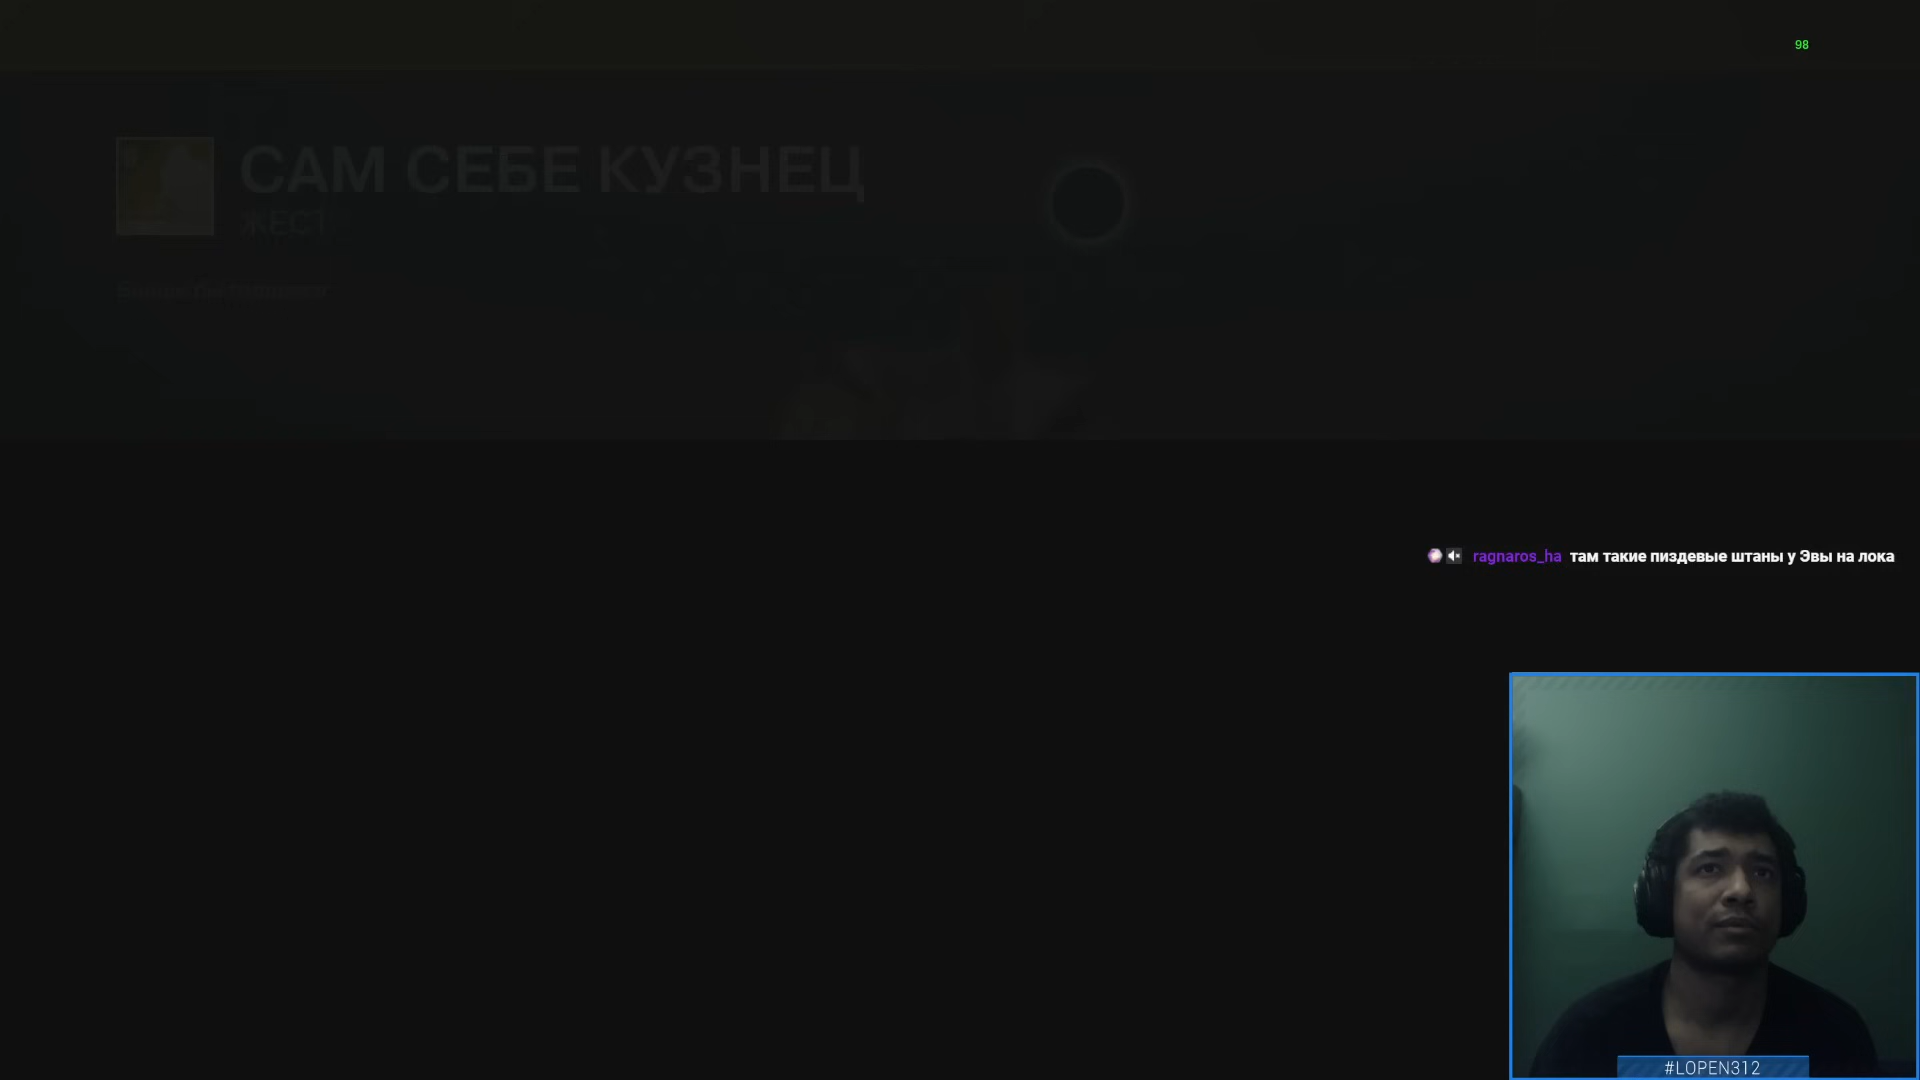 98
САМ СЕБЕ КУЗНЕЦ
ЖЕСТ
ragnaros_ha там такие пиздевые штаны у Эвы на лока
#LOPEN312